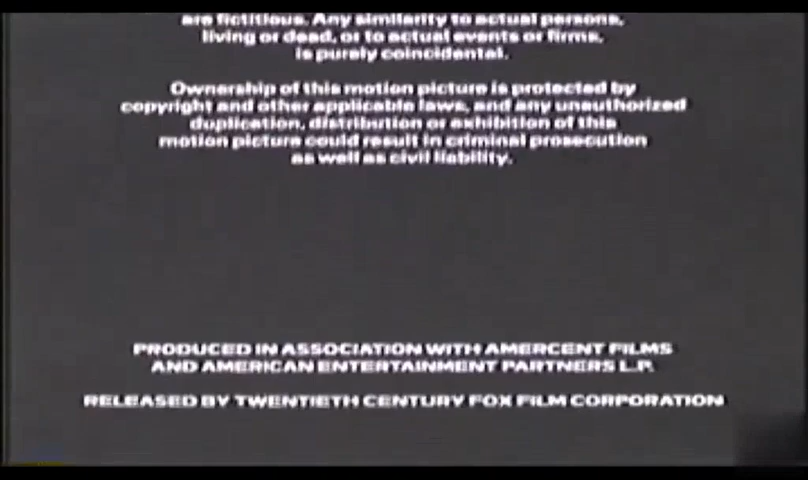 are fictitious. Any similarity to actual persons,
living or dead, or to actual events or firms,
is purely coincidental.
Ownership of this motion picture is protected by
copyright and other applicable laws, and any unauthorized
duplication, distribution or exhibition of this
motion picture could result in criminal prosecution
as well as civil liability.
PRODUCED IN ASSOCIATION WITH AMERCENT FILMS
AND AMERICAN ENTERTAINMENT PARTNERS L.P.
RELEASED BY TWENTIETH CENTURY FOX FILM CORPORATION